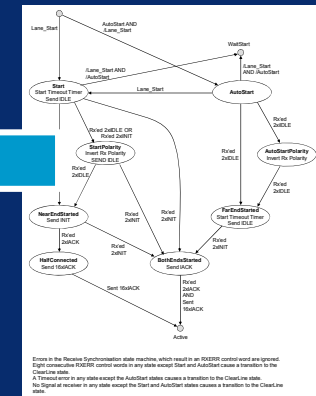 Lane_Start
AutoStart AND
/Lane_Start
WaitStart
/Lane_Start AND
/AutoStart
/Lane_Start
AND /AutoStart
Start
Start Timeout Timer
Send IDLE
Lane_Start
AutoStart
Rx'ed 2xIDLE OR
Rx'ed 2xINIT
StartPolarity
Invert Rx Polarity
SEND IDLE
Rx'ed
2xIDLE
Rx'ed
2xIDLE
AutoStartPolarity
Invert Rx Polarity
Rx'ed
2xIDLE
Rx'ed
2xINIT
Rx'ed
2xINIT
Rx'ed
2xIDLE
NearEndStarted
Send INIT
FarEndStarted
Start Timeout Timer
Send IDLE
Rx'ed
2xIACK
Rx'ed
2xINIT
Rx'ed
2xINIT
HalfConnected
Send 16xIACK
BothEndsStarted
Send IACK
Sent 16xIACK
Rx'ed
2xIACK
AND
Sent
16xIACK
Active
Errors in the Receive Synchronisation state machine, which result in an RXERR control word are ignored.
Eight consecutive RXERR control words in any state except Start and AutoStart cause a transition to the
ClearLine state.
A Timeout error in any state except the AutoStart states causes a transition to the ClearLine state.
No Signal at receiver in any state except the Start and AutoStart states causes a transition to the ClearLine
state.